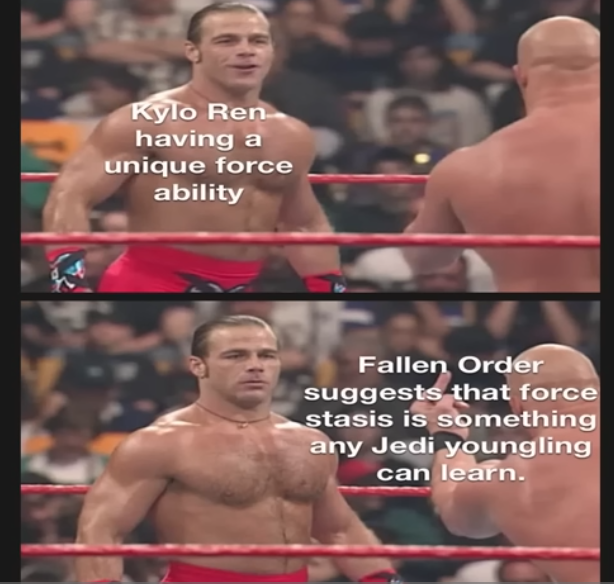 Kylo Ren
having a
unique force
ability
Fallen Order
suggests that force
stasis is something
any Jedi youngling
can learn.